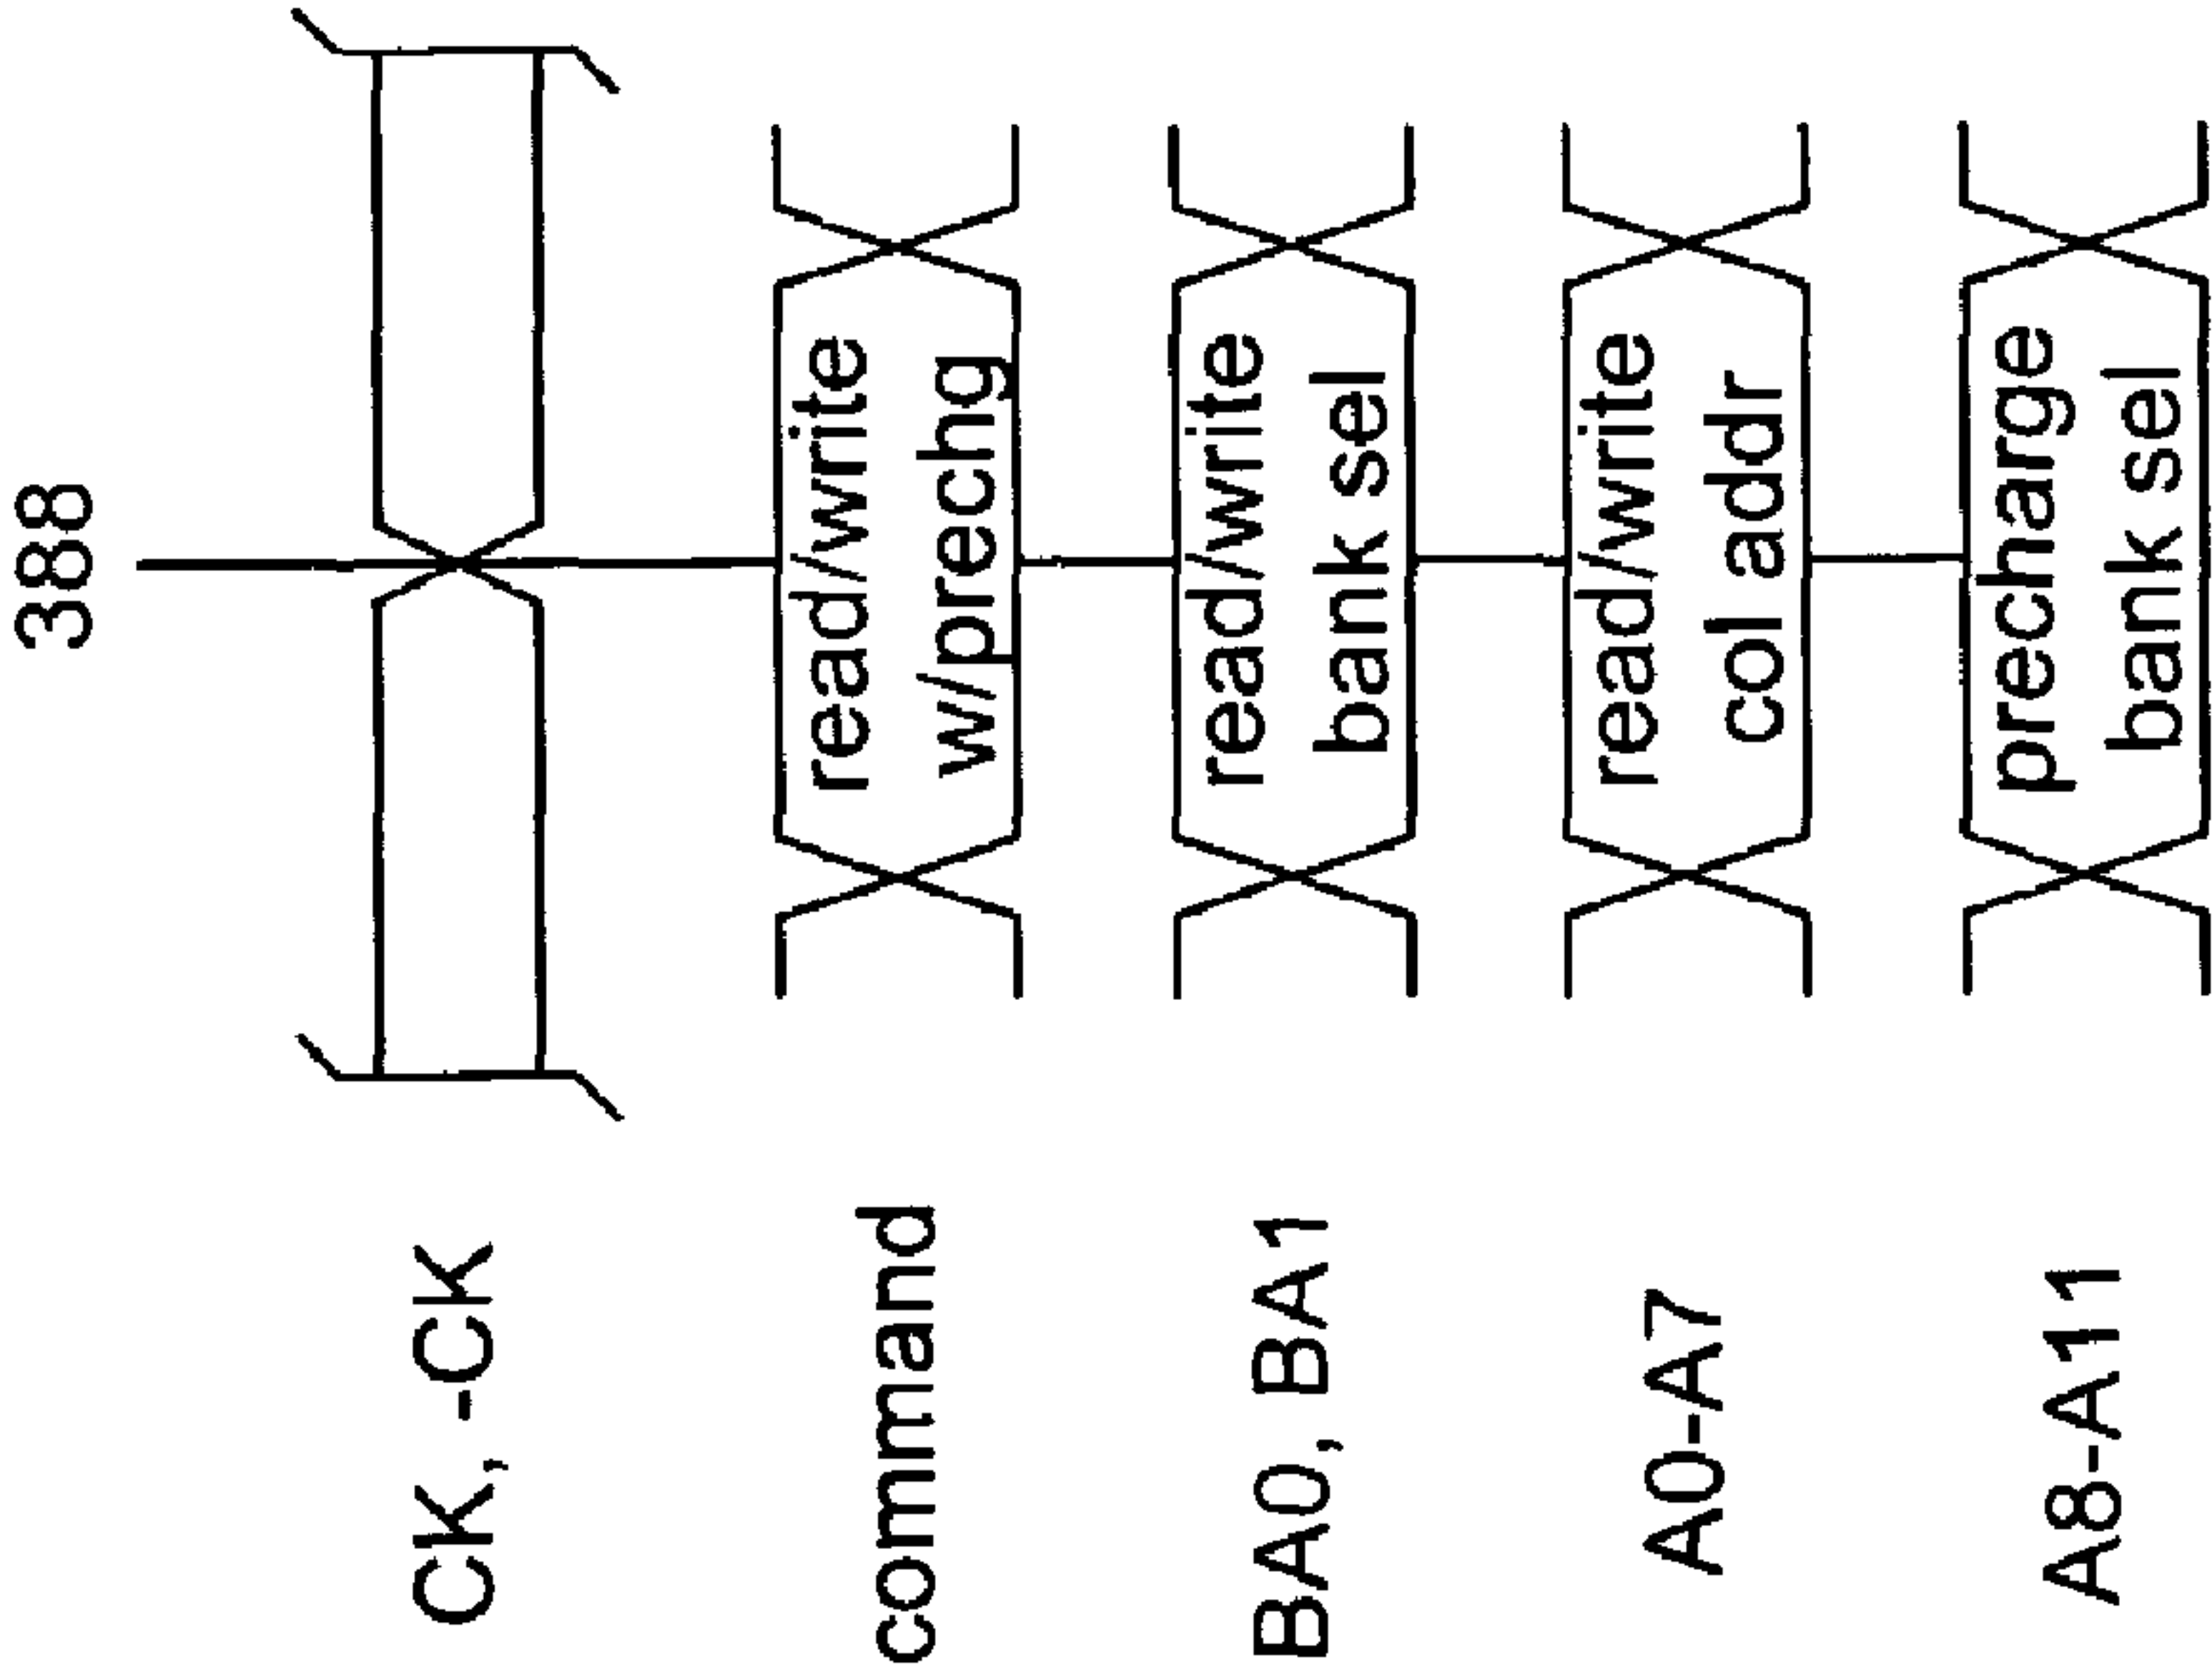 388
CK, -CK
command
read/write
w/prechg
BA0, BA1
read/write
bank sel
A0-A7
read/write
col addr
A8-A11
precharge
bank sel